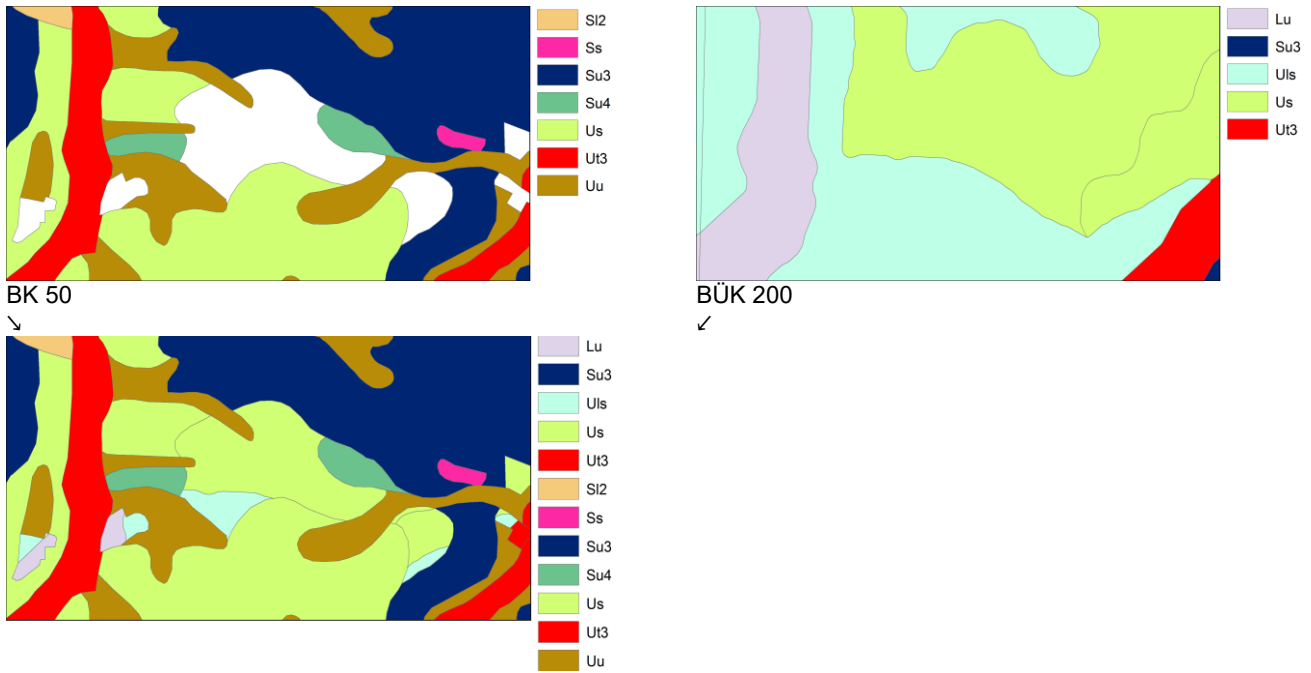 Sl2
Ss
Su3
Su4
Us
Ut3
Uu
BK 50
↘
Lu
Su3
Uls
Us
Ut3
BÜK 200
↙
Lu
Su3
Uls
Us
Ut3
Sl2
Ss
Su3
Su4
Us
Ut3
Uu